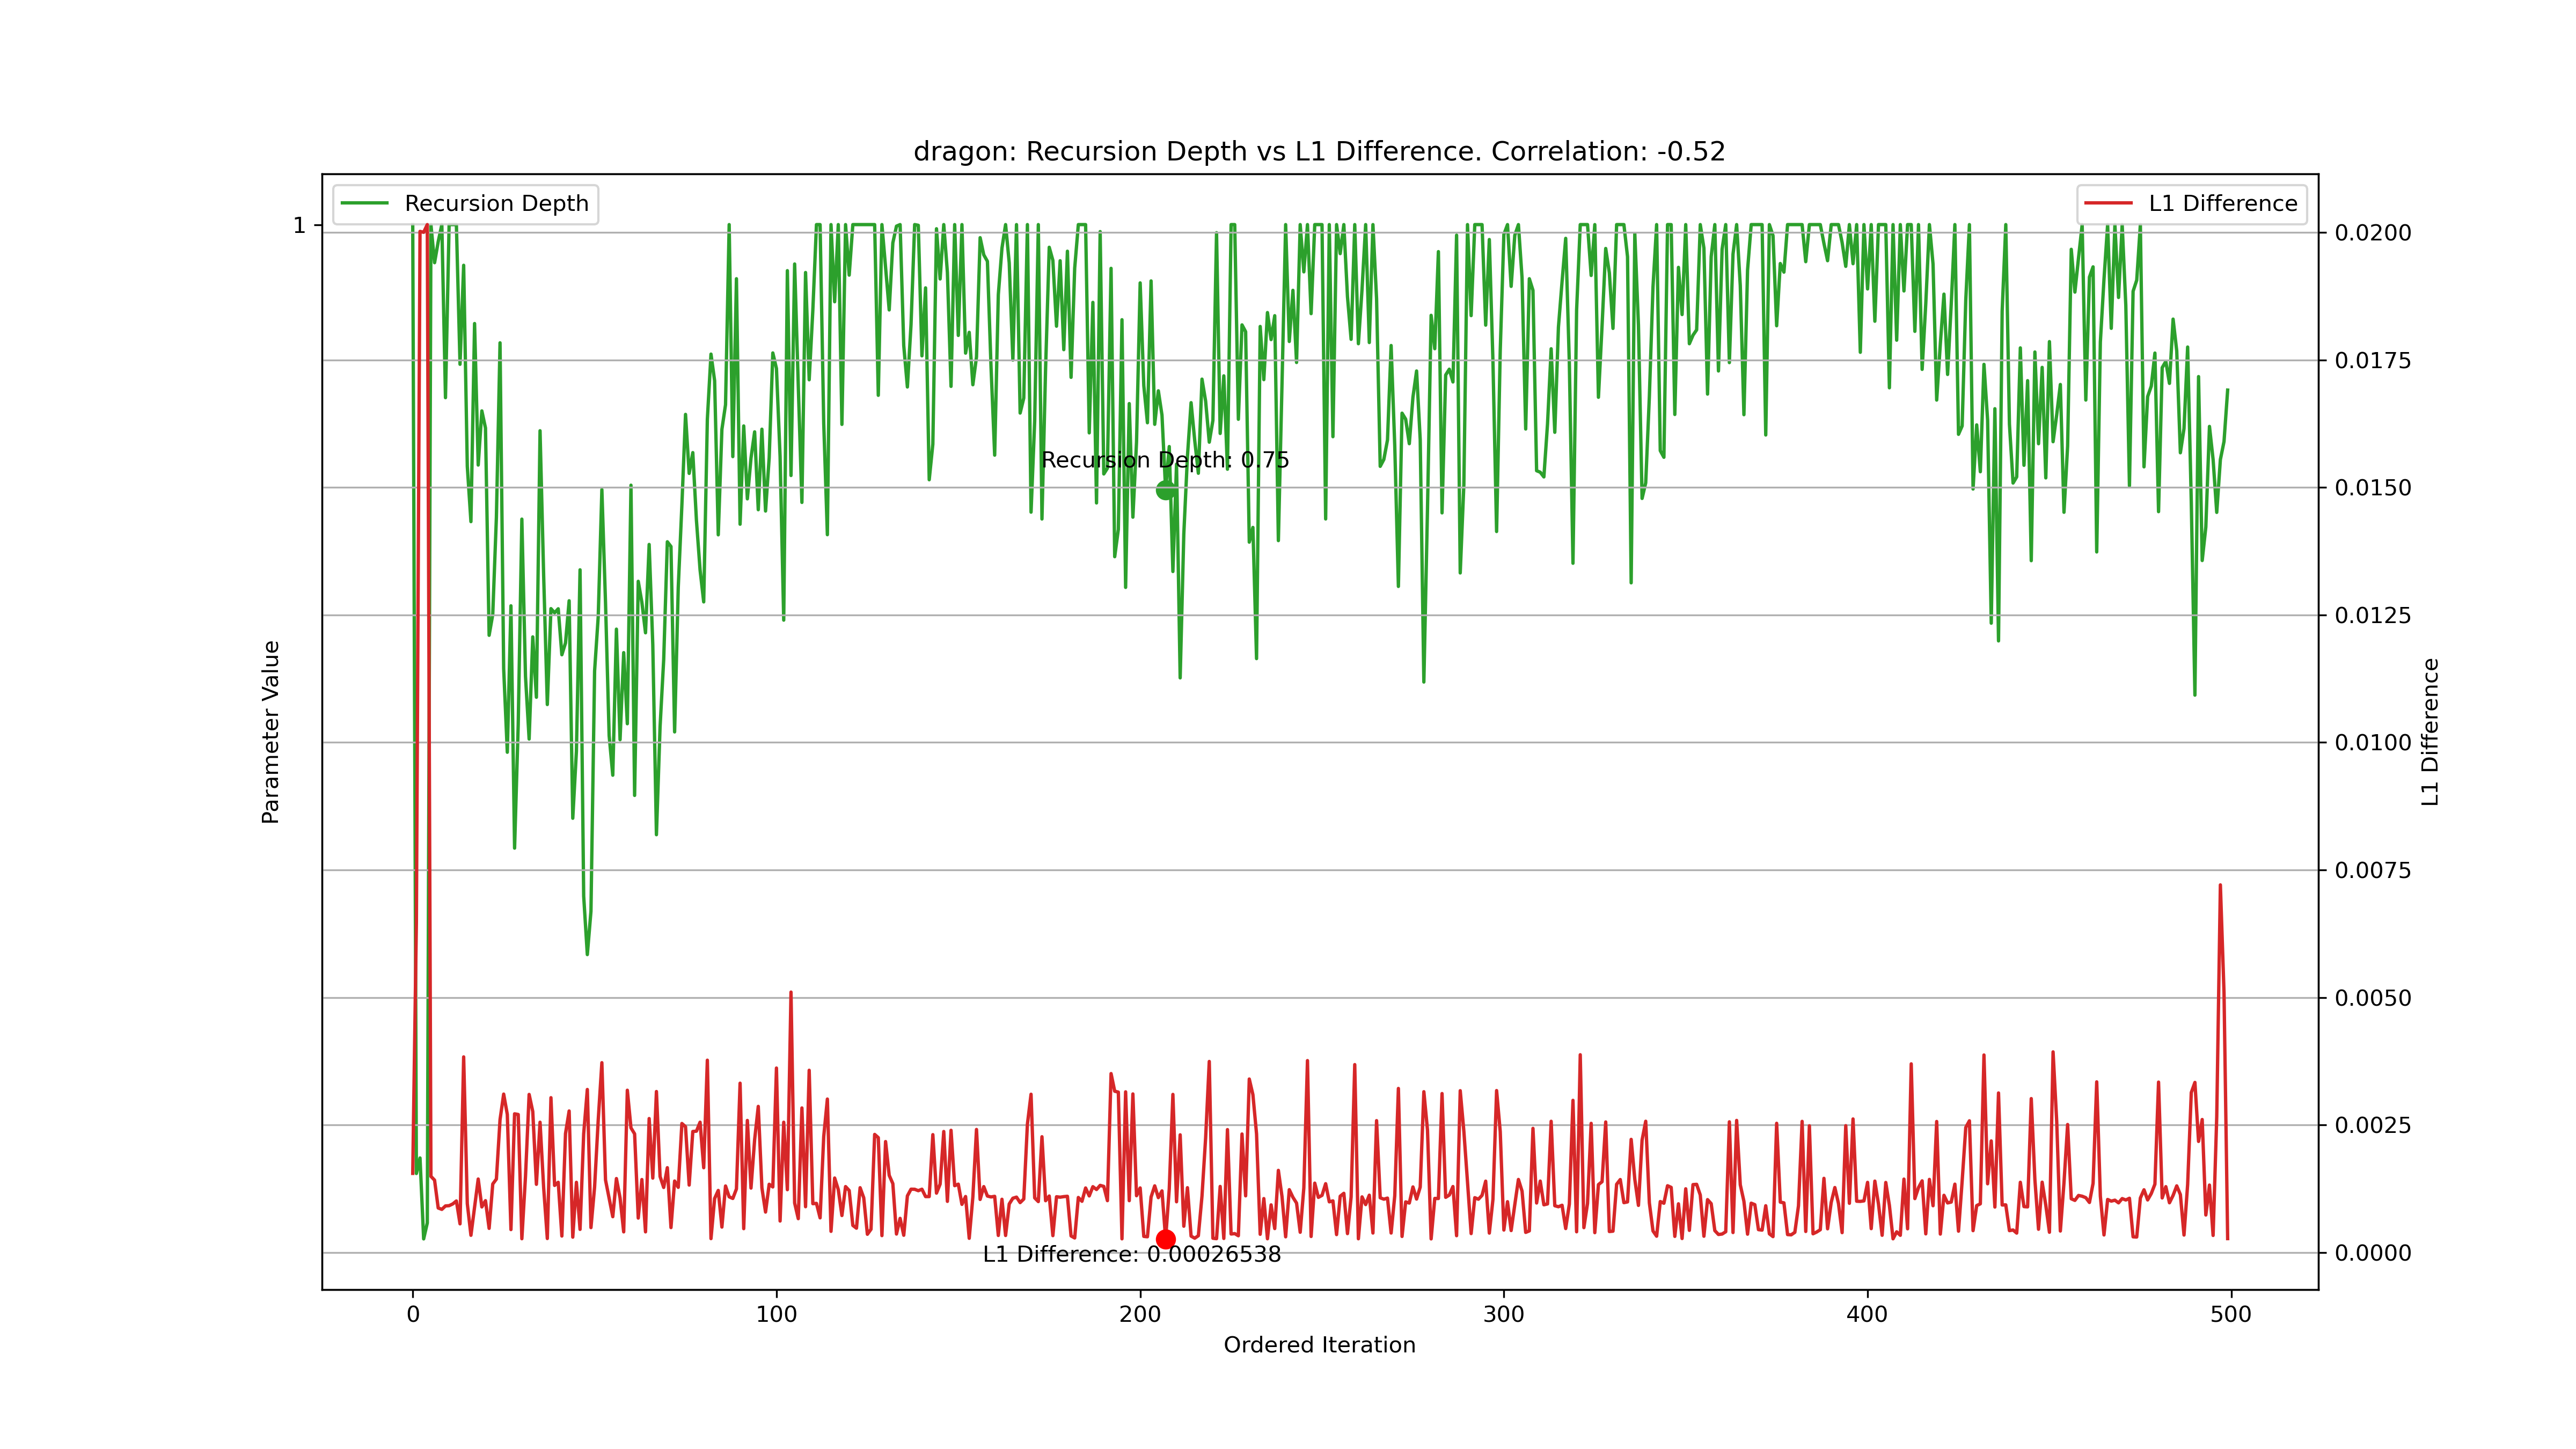 dragon: Recursion Depth vs L1 Difference. Correlation: -0.52
Recursion Depth
L1 Difference
1
0.0200
0.0175
0.0150
0.0125
0.0100
0.0075
0.0050
0.0025
0.0000
Parameter Value
L1 Difference
Recursion Depth: 0.75
L1 Difference: 0.00026538
0 100 200 300 400 500
Ordered Iteration